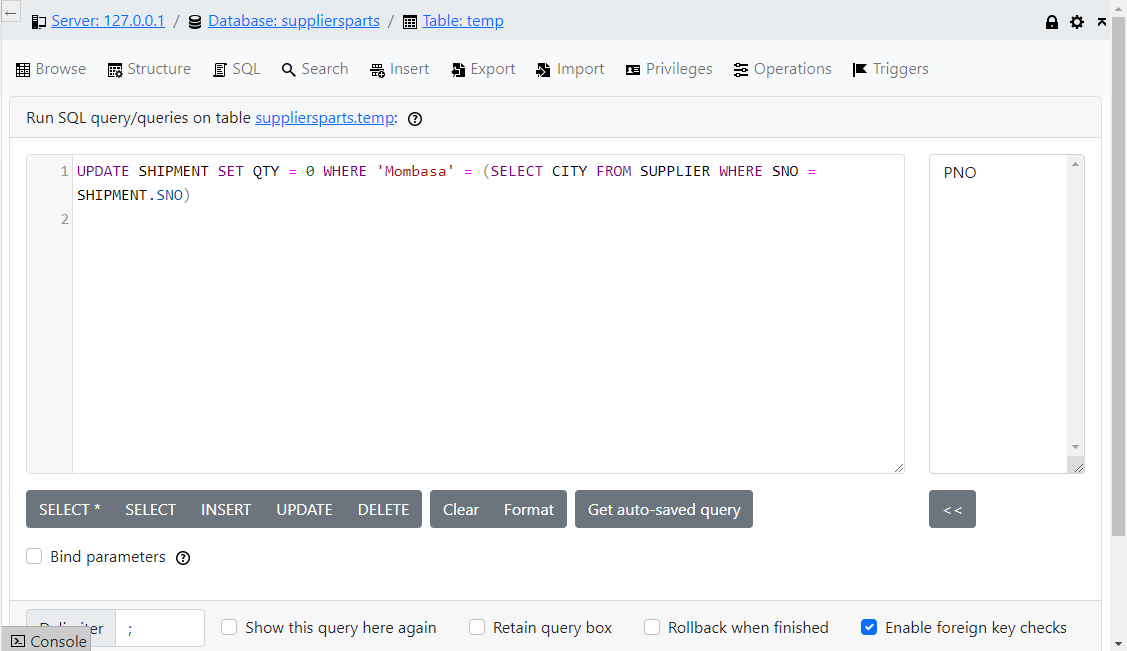 Server: 127.0.0.1 / Database: suppliersparts / Table: temp
Browse Structure SQL Search Insert Export Import Privileges Operations Triggers
Run SQL query/queries on table suppliersparts.temp:
1 UPDATE SHIPMENT SET QTY = 0 WHERE 'Mombasa' = (SELECT CITY FROM SUPPLIER WHERE SNO =
SHIPMENT.SNO)
2
PNO
SELECT * SELECT INSERT UPDATE DELETE Clear Format Get auto-saved query <<
Bind parameters
Delimiter ; Show this query here again Retain query box Rollback when finished Enable foreign key checks
Console